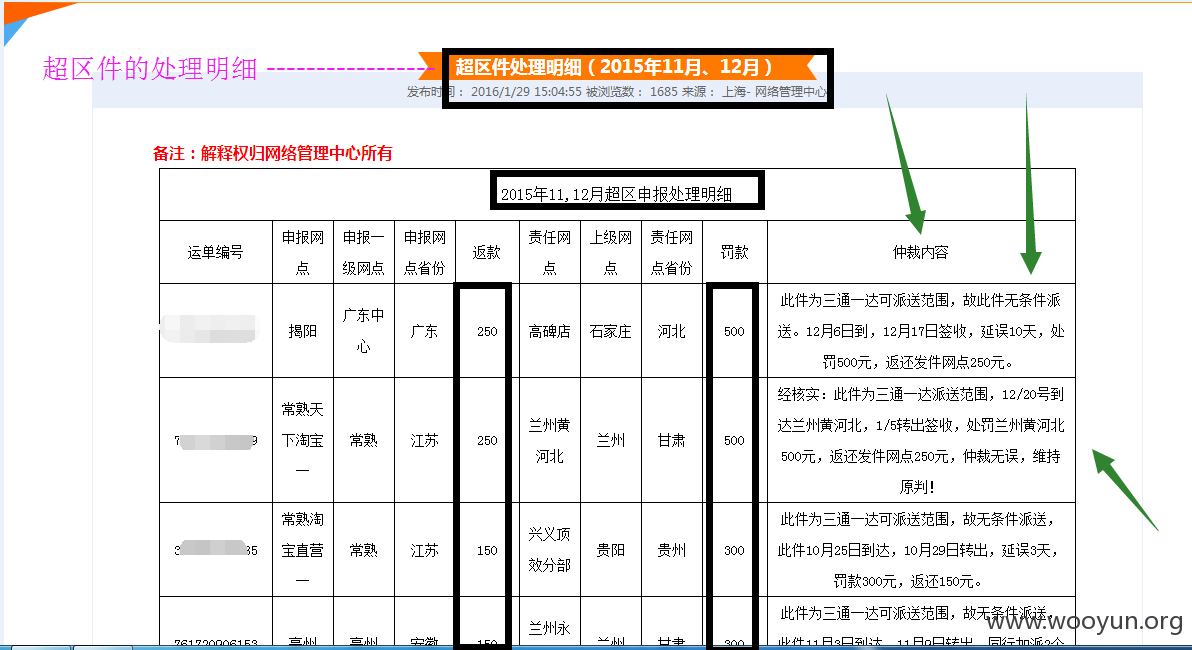 超区件的处理明细 ------------------
超区件处理明细（2015年11月、12月）
发布时间： 2016/1/29 15:04:55 被浏览数： 1685 来源： 上海- 网络管理中心
备注：解释权归网络管理中心所有
2015年11,12月超区申报处理明细
运单编号
申报网
点
申报一
级网点
申报网
点省份
返款
责任网
点
上级网
点
责任网
点省份
罚款
仲裁内容
揭阳
广东中
心
广东
250
高碑店
石家庄
河北
500
此件为三通一达可派送范围，故此件无条件派
送。12月6日到，12月17日签收，延误10天，处
罚500元，返还发件网点250元。
7
9
常熟天
下淘宝
一
常熟
江苏
250
兰州黄
河北
兰州
甘肃
500
经核实：此件为三通一达派送范围，12/20号到
达兰州黄河北，1/5转出签收，处罚兰州黄河北
500元，返还发件网点250元，仲裁无误，维持
原判！
3
35
常熟淘
宝直营
一
常熟
江苏
150
兴义顶
效分部
贵阳
贵州
300
此件为三通一达可派送范围，故无条件派送，
此件10月25日到达，10月29日转出，延误3天，
罚款300元，返还150元。
761720906153
亳州
亳州
安徽
150
兰州永
兰州
甘肃
300
此件为三通一达可派送范围，故无条件派送，
此件11月3日到达，11月9日转出，同行加派2个
www.wooyun.org